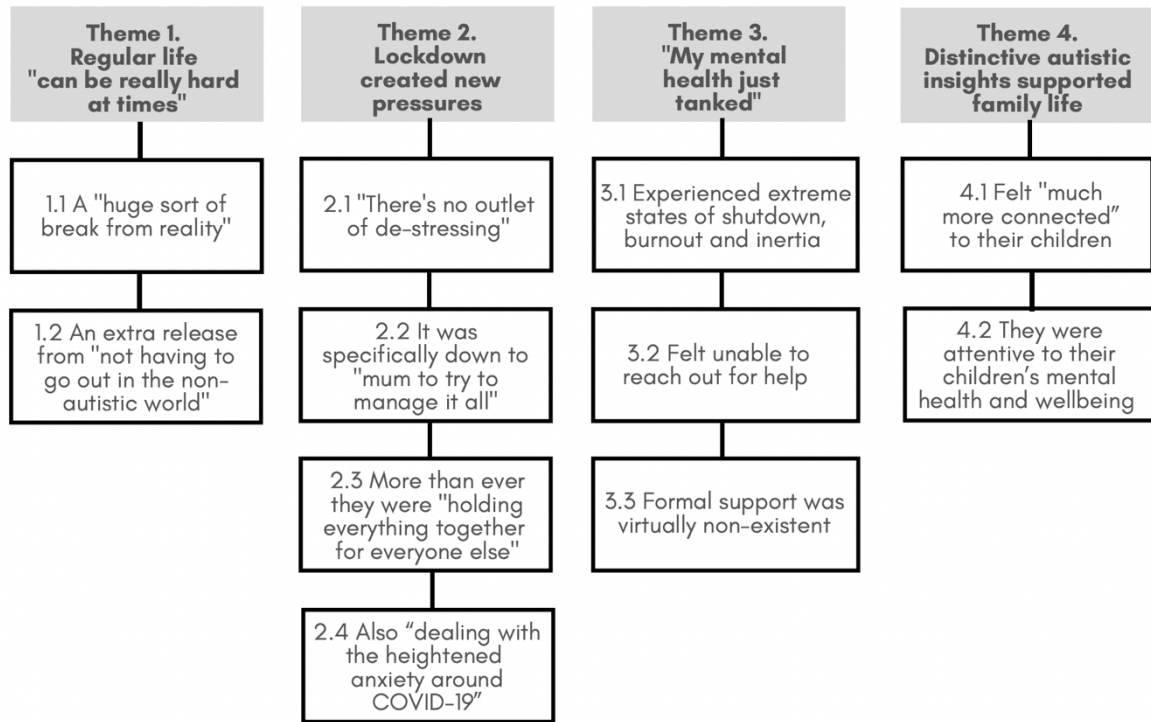 Theme 1.
Regular life
"can be really hard
at times"
1.1 A "huge sort of
break from reality"
1.2 An extra release
from "not having to
go out in the non-
autistic world"
Theme 2.
Lockdown
created new
pressures
2.1 "There's no outlet
of de-stressing"
2.2 It was
specifically down to
"mum to try to
manage it all"
2.3 More than ever
they were "holding
everything together
for everyone else"
2.4 Also “dealing with
the heightened
anxiety around
COVID-19”
Theme 3.
"My mental
health just
tanked"
3.1 Experienced extreme
states of shutdown,
burnout and inertia
3.2 Felt unable to
reach out for help
3.3 Formal support was
virtually non-existent
Theme 4.
Distinctive autistic
insights supported
family life
4.1 Felt "much
more connected”
to their children
4.2 They were
attentive to their
children’s mental
health and wellbeing